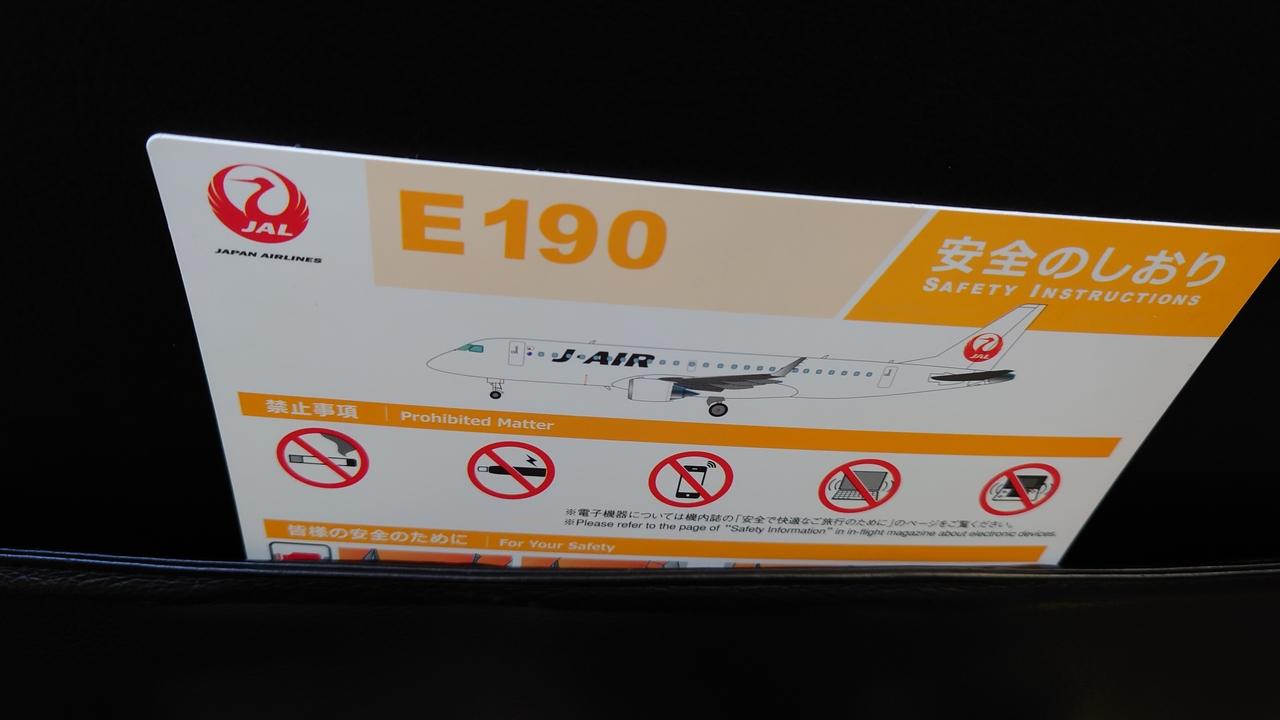 JAL
JAPAN AIRLINES
E190
安全のしおり
SAFETY INSTRUCTIONS
J-AIR
JAL
禁止事項 Prohibited Matter
※電子機器については機内誌の「安全で快適なご旅行のために」のページをご覧ください。
※Please refer to the page of "Safety Information" in in-flight magazine about electronic devices.
皆様の安全のために For Your Safety